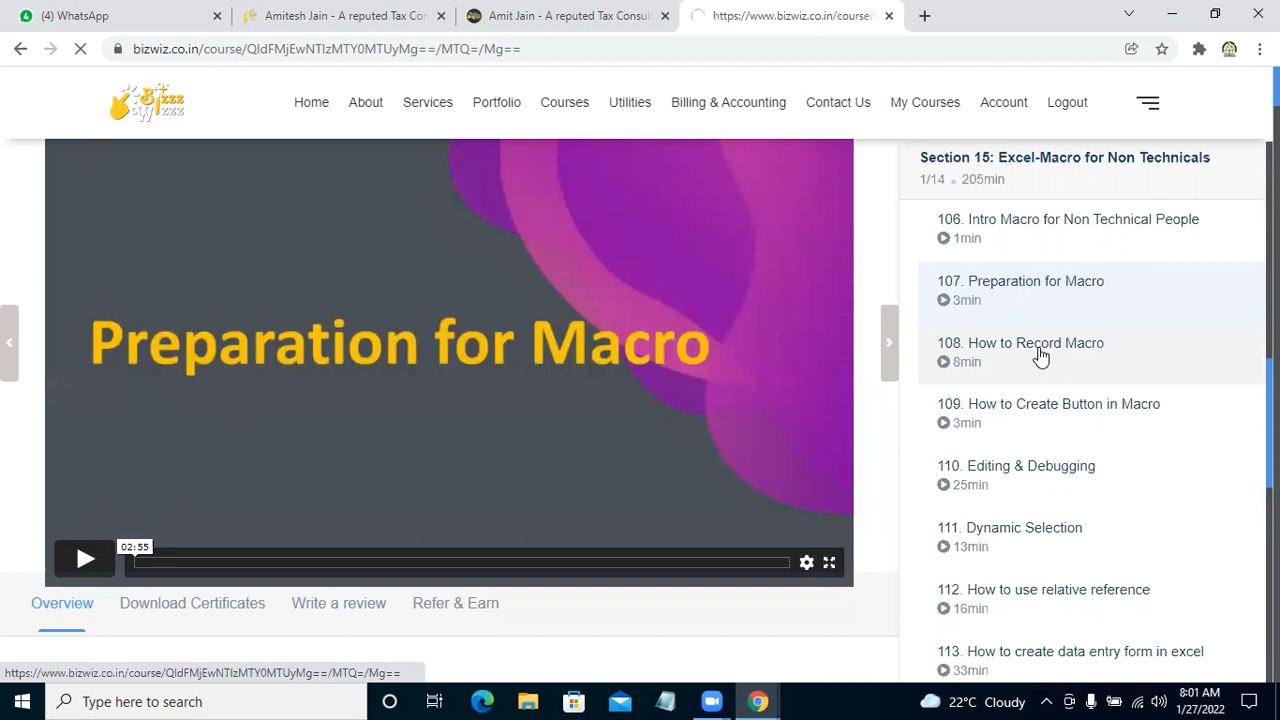 (4) WhatsApp
Amitesh Jain - A reputed Tax Con
Amit Jain - A reputed Tax Consul
https://www.bizwiz.co.in/course/
bizwiz.co.in/course/QldFMjEwNTIzMTY0MTUyMg==/MTQ=/Mg==
Bizzz
Wizzz
Home About Services Portfolio Courses Utilities Billing & Accounting Contact Us My Courses Account Logout
Preparation for Macro
02:55
Section 15: Excel-Macro for Non Technicals
1/14 205min
106. Intro Macro for Non Technical People
1min
107. Preparation for Macro
3min
108. How to Record Macro
8min
109. How to Create Button in Macro
3min
110. Editing & Debugging
25min
111. Dynamic Selection
13min
112. How to use relative reference
16min
113. How to create data entry form in excel
33min
Overview Download Certificates Write a review Refer & Earn
https://www.bizwiz.co.in/course/QldFMjEwNTIzMTY0MTUyMg==/MTQ=/Mg==
Type here to search
22°C Cloudy
8:01 AM
1/27/2022